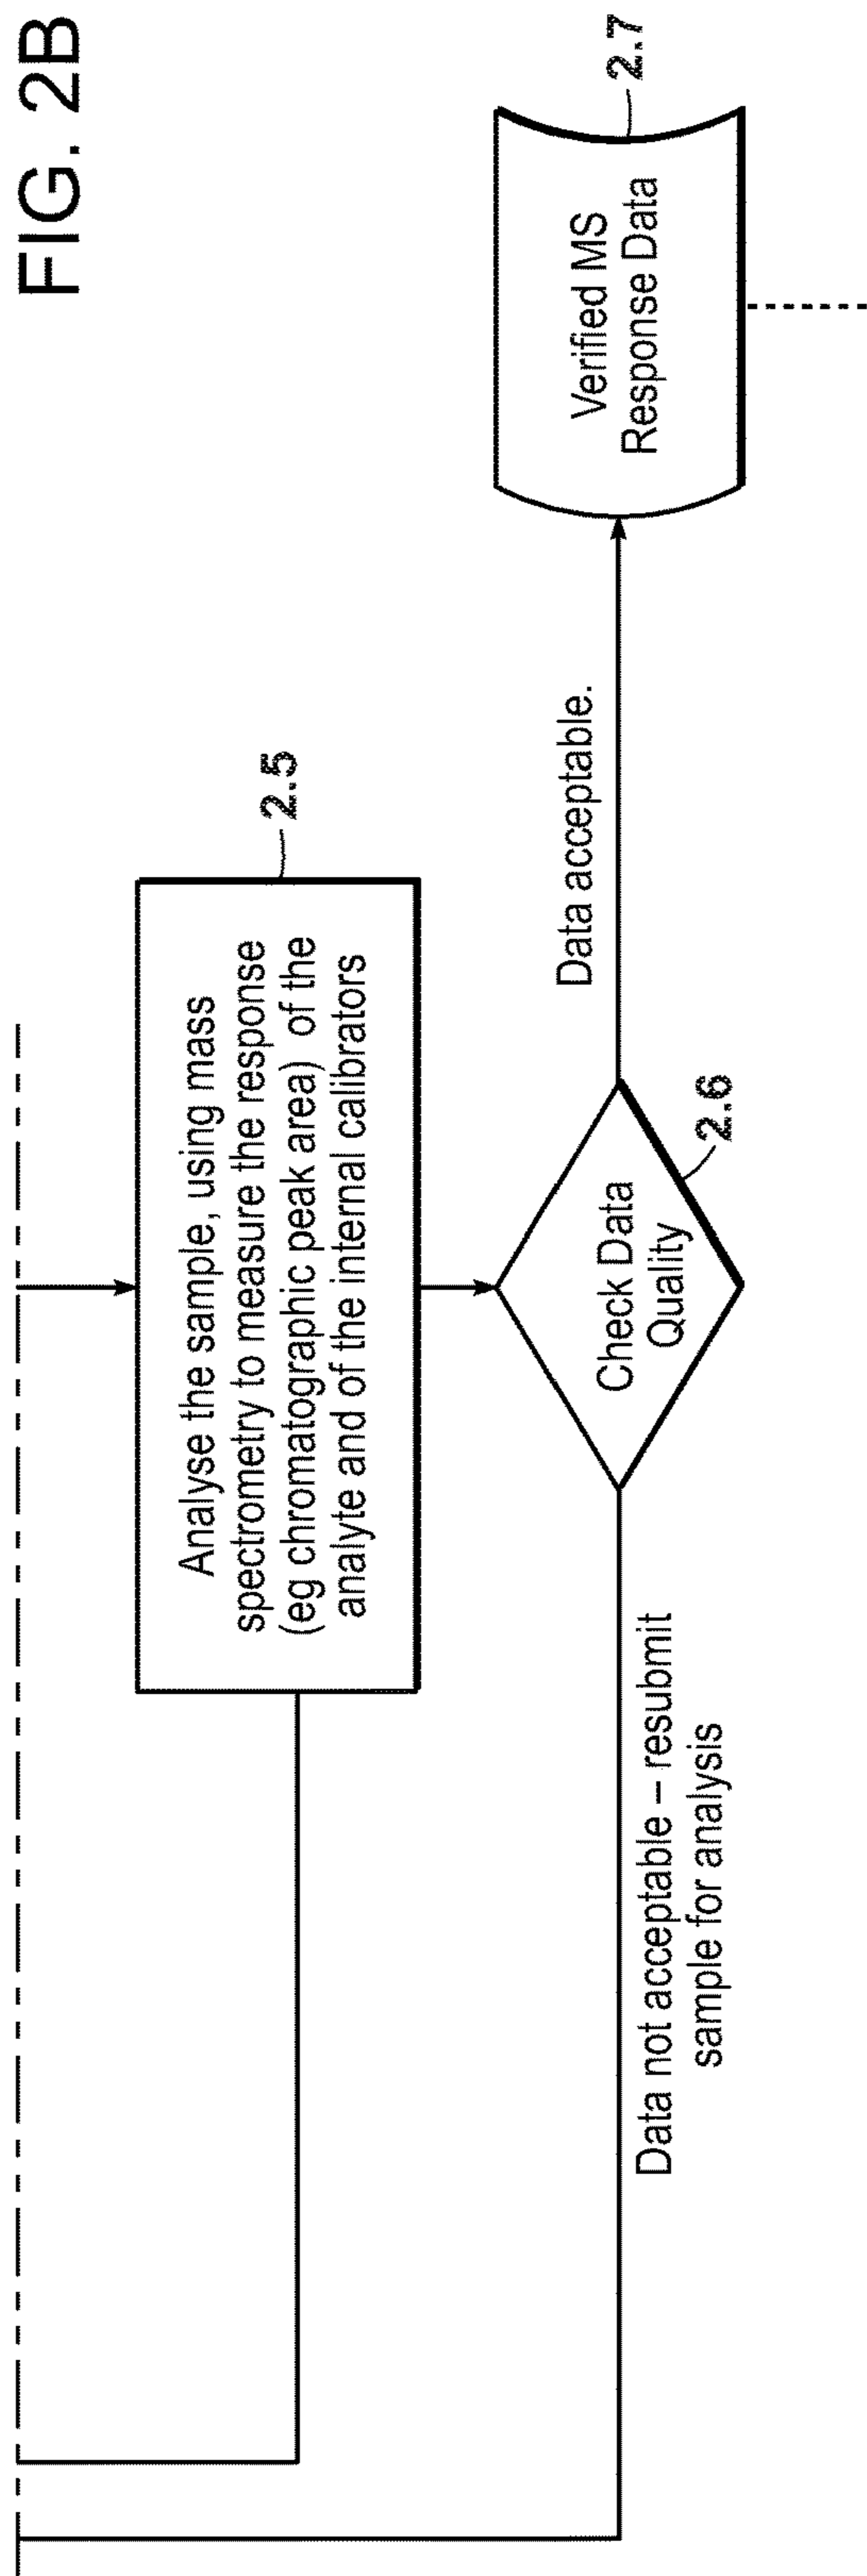 FIG. 2B
2.5
Analyse the sample, using mass
spectrometry to measure the response
(eg chromatographic peak area) of the
analyte and of the internal calibrators
Data not acceptable – resubmit
sample for analysis
Check Data
Quality
2.6
Data acceptable.
Verified MS
Response Data
2.7